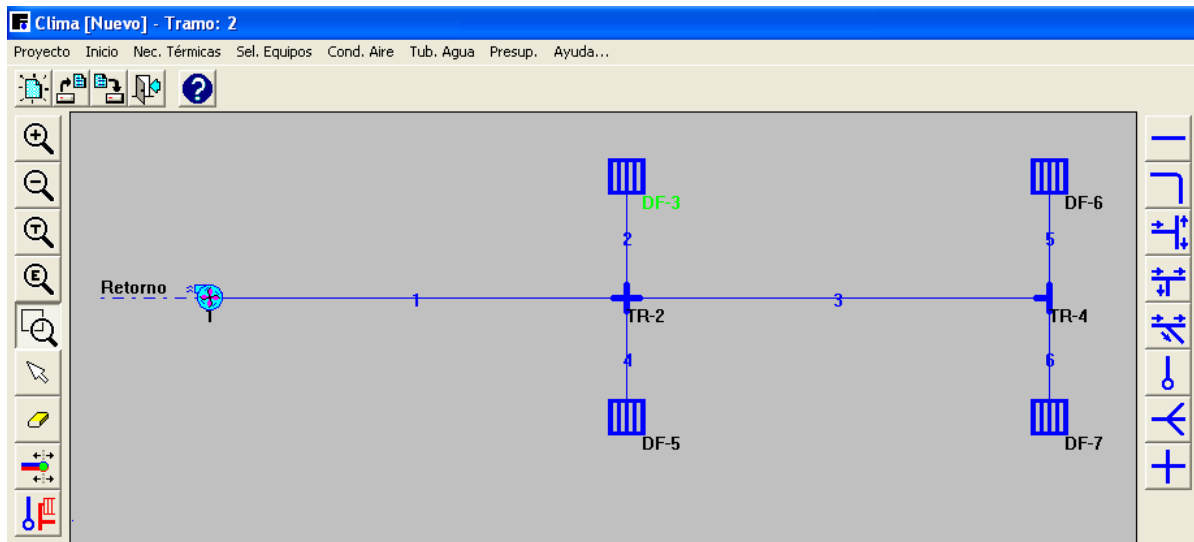 Clima [Nuevo] - Tramo: 2
Proyecto Inicio Nec. Térmicas Sel. Equipos Cond. Aire Tub. Agua Presup. Ayuda...
?
T
E
DF-3
DF-6
2
5
Retorno
1
3
1
TR-2
TR-4
4
6
DF-5
DF-7